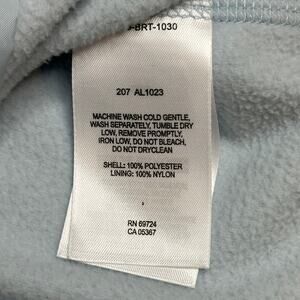 -BRT-1030
207 AL1023
MACHINE WASH COLD GENTLE,
WASH SEPARATELY, TUMBLE DRY
LOW, REMOVE PROMPTLY,
IRON LOW, DO NOT BLEACH,
DO NOT DRYCLEAN
SHELL: 100% POLYESTER
LINING: 100% NYLON
RN 69724
CA 05367